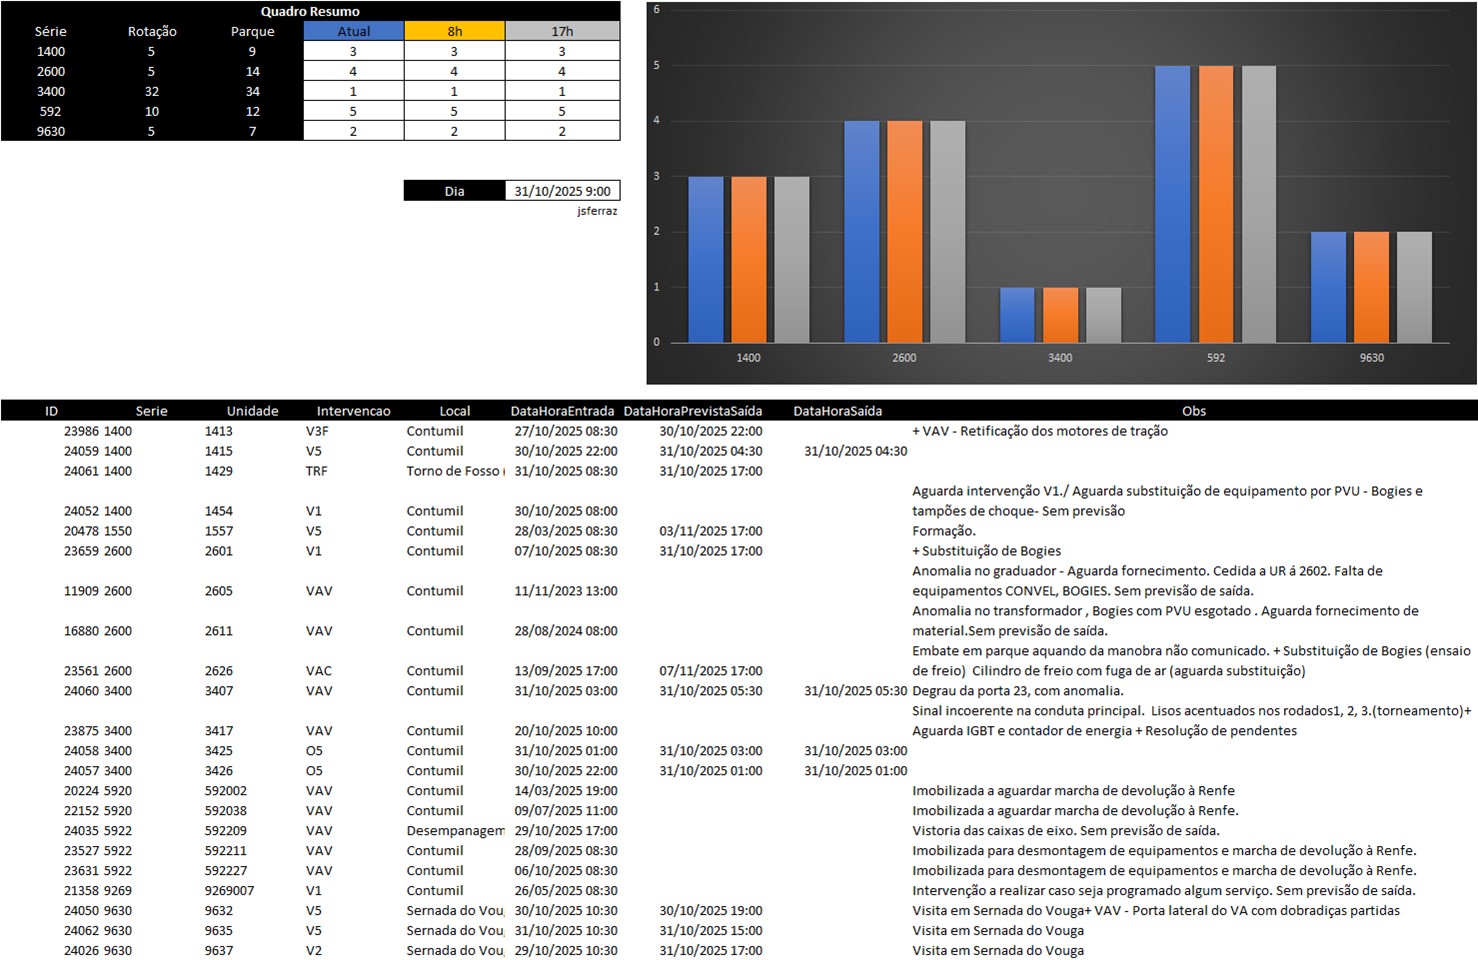 Quadro Resumo
Série Rotação Parque Atual 8h 17h
1400 5 9 3 3 3
2600 5 14 4 4 4
3400 32 34 1 1 1
592 10 12 5 5 5
9630 5 7 2 2 2
Dia 31/10/2025 9:00
jsferraz
6
5
4
3
2
1
0
1400 2600 3400 592 9630
ID Serie Unidade Intervencao Local DataHoraEntrada DataHoraPrevistaSaída DataHoraSaída Obs
23986 1400 1413 V3F Contumil 27/10/2025 08:30 30/10/2025 22:00 + VAV - Retificação dos motores de tração
24059 1400 1415 V5 Contumil 30/10/2025 22:00 31/10/2025 04:30 31/10/2025 04:30
24061 1400 1429 TRF Torno de Fosso ( 31/10/2025 08:30 31/10/2025 17:00
Aguarda intervenção V1./ Aguarda substituição de equipamento por PVU - Bogies e
24052 1400 1454 V1 Contumil 30/10/2025 08:00 tampões de choque- Sem previsão
20478 1550 1557 V5 Contumil 28/03/2025 08:30 03/11/2025 17:00 Formação.
23659 2600 2601 V1 Contumil 07/10/2025 08:30 31/10/2025 17:00 + Substituição de Bogies
Anomalia no graduador - Aguarda fornecimento. Cedida a UR á 2602. Falta de
11909 2600 2605 VAV Contumil 11/11/2023 13:00 equipamentos CONVEL, BOGIES. Sem previsão de saída.
Anomalia no transformador , Bogies com PVU esgotado . Aguarda fornecimento de
16880 2600 2611 VAV Contumil 28/08/2024 08:00 material.Sem previsão de saída.
Embate em parque aquando da manobra não comunicado. + Substituição de Bogies (ensaio
23561 2600 2626 VAC Contumil 13/09/2025 17:00 07/11/2025 17:00 de freio) Cilindro de freio com fuga de ar (aguarda substituição)
24060 3400 3407 VAV Contumil 31/10/2025 03:00 31/10/2025 05:30 31/10/2025 05:30 Degrau da porta 23, com anomalia.
Sinal incoerente na conduta principal. Lisos acentuados nos rodados1, 2, 3.(torneamento)+
23875 3400 3417 VAV Contumil 20/10/2025 10:00 Aguarda IGBT e contador de energia + Resolução de pendentes
24058 3400 3425 O5 Contumil 31/10/2025 01:00 31/10/2025 03:00 31/10/2025 03:00
24057 3400 3426 O5 Contumil 30/10/2025 22:00 31/10/2025 01:00 31/10/2025 01:00
20224 5920 592002 VAV Contumil 14/03/2025 19:00 Imobilizada a aguardar marcha de devolução à Renfe
22152 5920 592038 VAV Contumil 09/07/2025 11:00 Imobilizada a aguardar marcha de devolução à Renfe.
24035 5922 592209 VAV Desempanagem 29/10/2025 17:00 Vistoria das caixas de eixo. Sem previsão de saída.
23527 5922 592211 VAV Contumil 28/09/2025 08:30 Imobilizada para desmontagem de equipamentos e marcha de devolução à Renfe.
23631 5922 592227 VAV Contumil 06/10/2025 08:30 Imobilizada para desmontagem de equipamentos e marcha de devolução à Renfe.
21358 9269 9269007 V1 Contumil 26/05/2025 08:30 Intervenção a realizar caso seja programado algum serviço. Sem previsão de saída.
24050 9630 9632 V5 Sernada do Vou 30/10/2025 10:30 30/10/2025 19:00 Visita em Sernada do Vouga+ VAV - Porta lateral do VA com dobradiças partidas
24062 9630 9635 V5 Sernada do Vou 31/10/2025 10:30 31/10/2025 15:00 Visita em Sernada do Vouga
24026 9630 9637 V2 Sernada do Vou 29/10/2025 10:30 31/10/2025 17:00 Visita em Sernada do Vouga